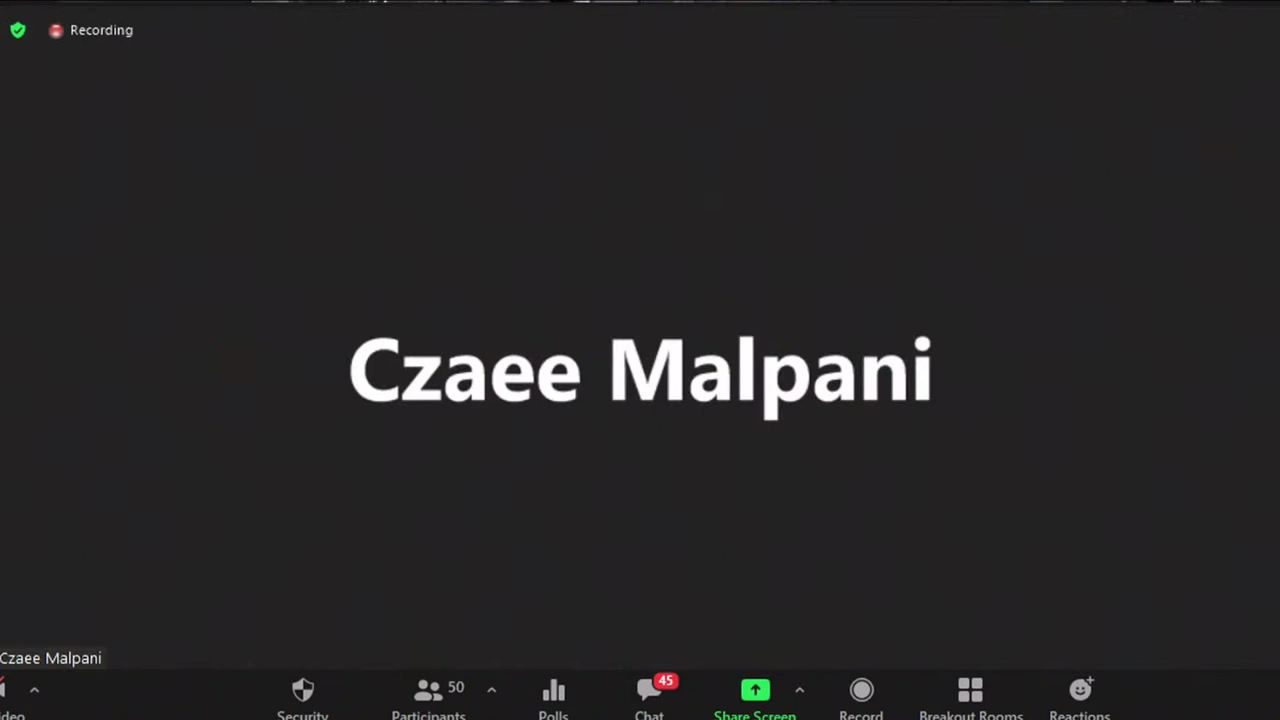 Recording
Czaee Malpani
Czaee Malpani
50
45
Security
Participants
Polls
Chat
Share Screen
Record
Breakout Rooms
Reactions